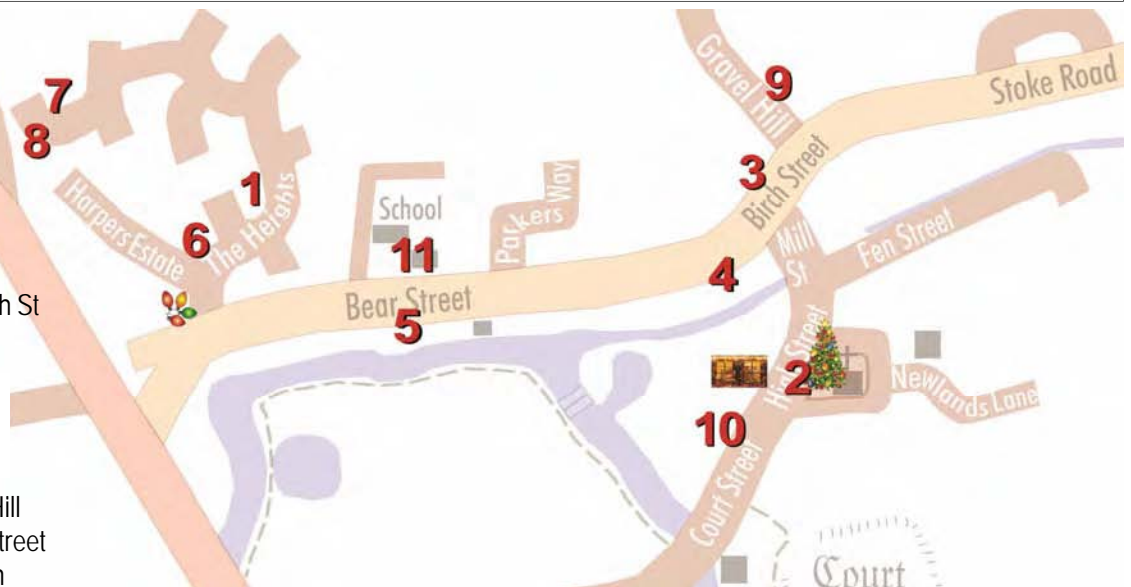 7
8
1
6
Harpers Estate
The Heights
School
11
Parkers Way
Gravel Hill
9
Stoke Road
3
Birch Street
4
Mill St
Fen Street
h St
Bear Street
5
High Street
2
Newlands Lane
10
Court Street
Hill
treet
Court